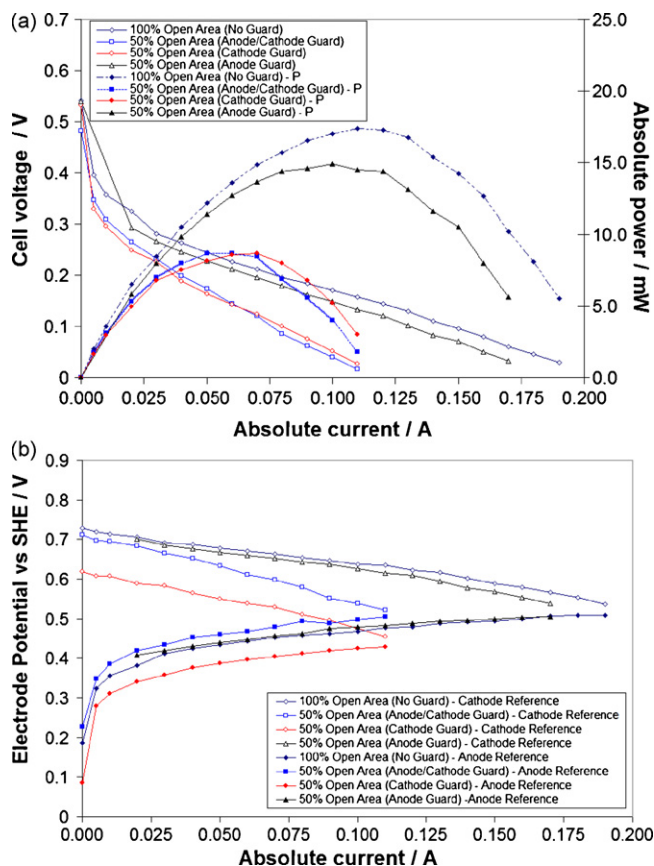 (a)
0.7
0.6
0.5
0.4
0.3
0.2
0.1
0
Cell voltage / V
100% Open Area (No Guard)
50% Open Area (Anode/Cathode Guard)
50% Open Area (Cathode Guard)
50% Open Area (Anode Guard)
100% Open Area (No Guard) - P
50% Open Area (Anode/Cathode Guard) - P
50% Open Area (Cathode Guard) - P
50% Open Area (Anode Guard) - P
25.0
20.0
15.0
10.0
5.0
0.0
Absolute power / mW
0.000 0.025 0.050 0.075 0.100 0.125 0.150 0.175 0.200
Absolute current / A
(b)
0.9
0.8
0.7
0.6
0.5
0.4
0.3
0.2
0.1
0
Electrode Potential vs SHE / V
100% Open Area (No Guard) - Cathode Reference
50% Open Area (Anode/Cathode Guard) - Cathode Reference
50% Open Area (Cathode Guard) - Cathode Reference
50% Open Area (Anode Guard) - Cathode Reference
100% Open Area (No Guard) - Anode Reference
50% Open Area (Anode/Cathode Guard) - Anode Reference
50% Open Area (Cathode Guard) - Anode Reference
50% Open Area (Anode Guard) -Anode Reference
0.000 0.025 0.050 0.075 0.100 0.125 0.150 0.175 0.200
Absolute current / A